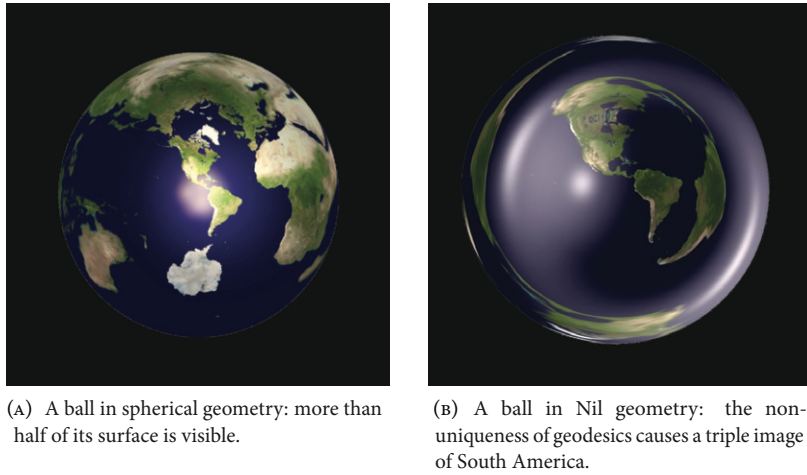 (A) A ball in spherical geometry: more than
half of its surface is visible.
(B) A ball in Nil geometry: the non-
uniqueness of geodesics causes a triple image
of South America.